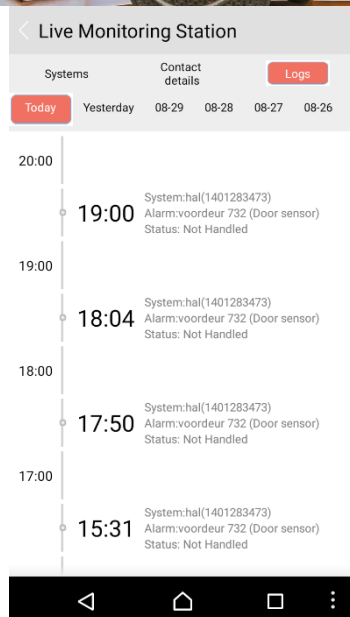 Live Monitoring Station
Systems
Contact
details
Logs
Today Yesterday 08-29 08-28 08-27 08-26
20:00
19:00
System:hal(1401283473)
Alarm:voordeur 732 (Door sensor)
Status: Not Handled
19:00
18:04
System:hal(1401283473)
Alarm:voordeur 732 (Door sensor)
Status: Not Handled
18:00
17:50
System:hal(1401283473)
Alarm:voordeur 732 (Door sensor)
Status: Not Handled
17:00
15:31
System:hal(1401283473)
Alarm:voordeur 732 (Door sensor)
Status: Not Handled